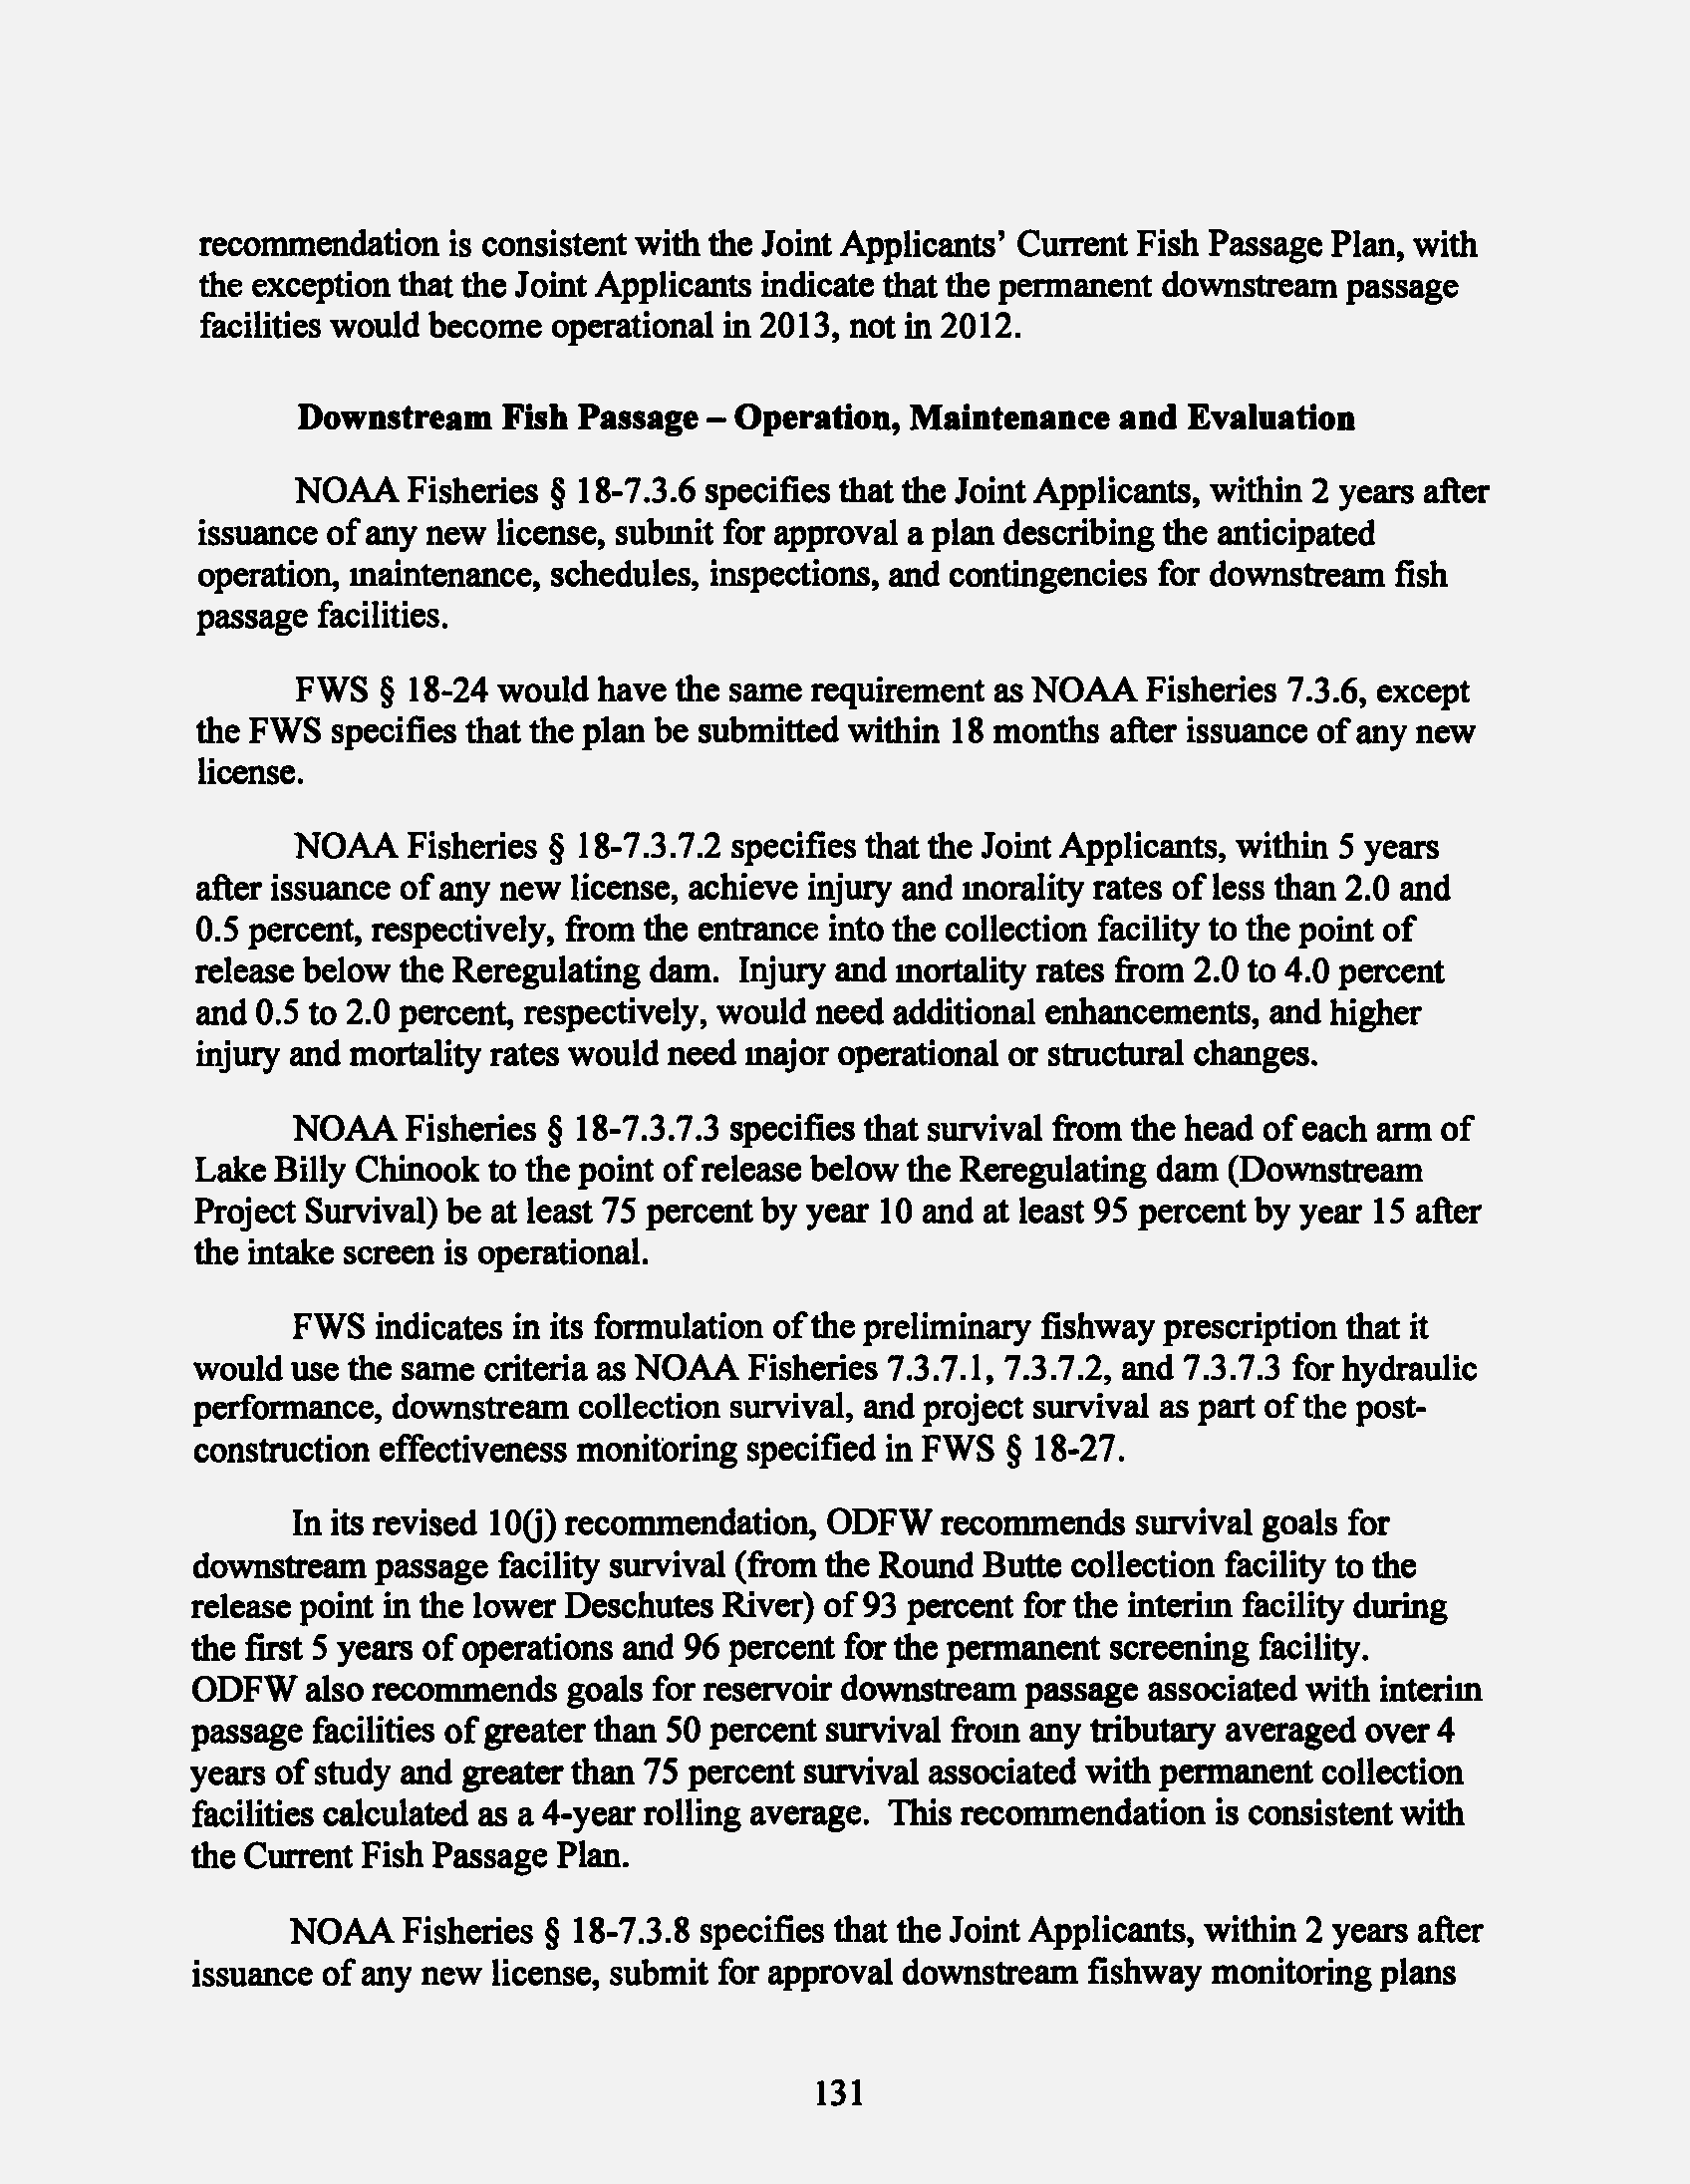 recommendation is consistent with the Joint Applicants' Current Fish Passage Plan, with
the exception that the Joint Applicants indicate that the permanent downstream passage
facilities would become operational in 2013, not in 2012.
Downstream Fish Passage – Operation, Maintenance and Evaluation
NOAA Fisheries § 18-7.3.6 specifies that the Joint Applicants, within 2 years after
issuance of any new license, submit for approval a plan describing the anticipated
operation, maintenance, schedules, inspections, and contingencies for downstream fish
passage facilities.
FWS § 18-24 would have the same requirement as NOAA Fisheries 7.3.6, except
the FWS specifies that the plan be submitted within 18 months after issuance of any new
license.
NOAA Fisheries § 18-7.3.7.2 specifies that the Joint Applicants, within 5 years
after issuance of any new license, achieve injury and morality rates of less than 2.0 and
0.5 percent, respectively, from the entrance into the collection facility to the point of
release below the Reregulating dam.  Injury and mortality rates from 2.0 to 4.0 percent
and 0.5 to 2.0 percent, respectively, would need additional enhancements, and higher
injury and mortality rates would need major operational or structural changes.
NOAA Fisheries § 18-7.3.7.3 specifies that survival from the head of each arm of
Lake Billy Chinook to the point of release below the Reregulating dam (Downstream
Project Survival) be at least 75 percent by year 10 and at least 95 percent by year 15 after
the intake screen is operational.
FWS indicates in its formulation of the preliminary fishway prescription that it
would use the same criteria as NOAA Fisheries 7.3.7.1, 7.3.7.2, and 7.3.7.3 for hydraulic
performance, downstream collection survival, and project survival as part of the post-
construction effectiveness monitoring specified in FWS § 18-27.
In its revised 10(j) recommendation, ODFW recommends survival goals for
downstream passage facility survival (from the Round Butte collection facility to the
release point in the lower Deschutes River) of 93 percent for the interim facility during
the first 5 years of operations and 96 percent for the permanent screening facility.
ODFW also recommends goals for reservoir downstream passage associated with interim
passage facilities of greater than 50 percent survival from any tributary averaged over 4
years of study and greater than 75 percent survival associated with permanent collection
facilities calculated as a 4-year rolling average.  This recommendation is consistent with
the Current Fish Passage Plan.
NOAA Fisheries § 18-7.3.8 specifies that the Joint Applicants, within 2 years after
issuance of any new license, submit for approval downstream fishway monitoring plans
131